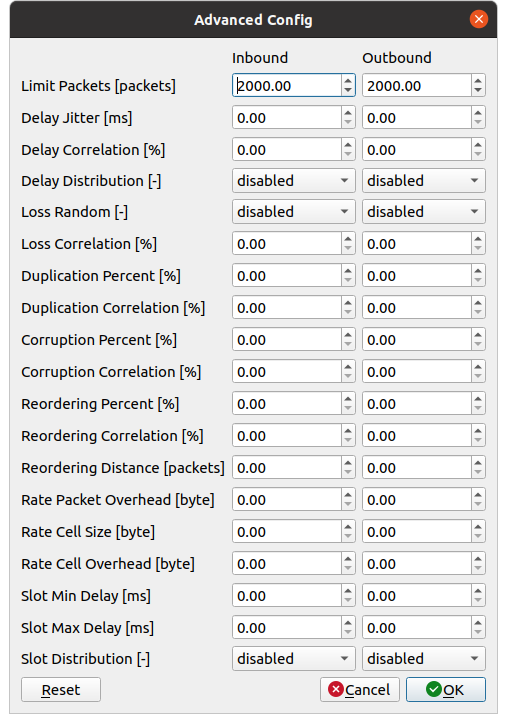 Advanced Config
Inbound Outbound
Limit Packets [packets] 2000.00 2000.00
Delay Jitter [ms] 0.00 0.00
Delay Correlation [%] 0.00 0.00
Delay Distribution [-] disabled disabled
Loss Random [-] disabled disabled
Loss Correlation [%] 0.00 0.00
Duplication Percent [%] 0.00 0.00
Duplication Correlation [%] 0.00 0.00
Corruption Percent [%] 0.00 0.00
Corruption Correlation [%] 0.00 0.00
Reordering Percent [%] 0.00 0.00
Reordering Correlation [%] 0.00 0.00
Reordering Distance [packets] 0.00 0.00
Rate Packet Overhead [byte] 0.00 0.00
Rate Cell Size [byte] 0.00 0.00
Rate Cell Overhead [byte] 0.00 0.00
Slot Min Delay [ms] 0.00 0.00
Slot Max Delay [ms] 0.00 0.00
Slot Distribution [-] disabled disabled
Reset Cancel OK